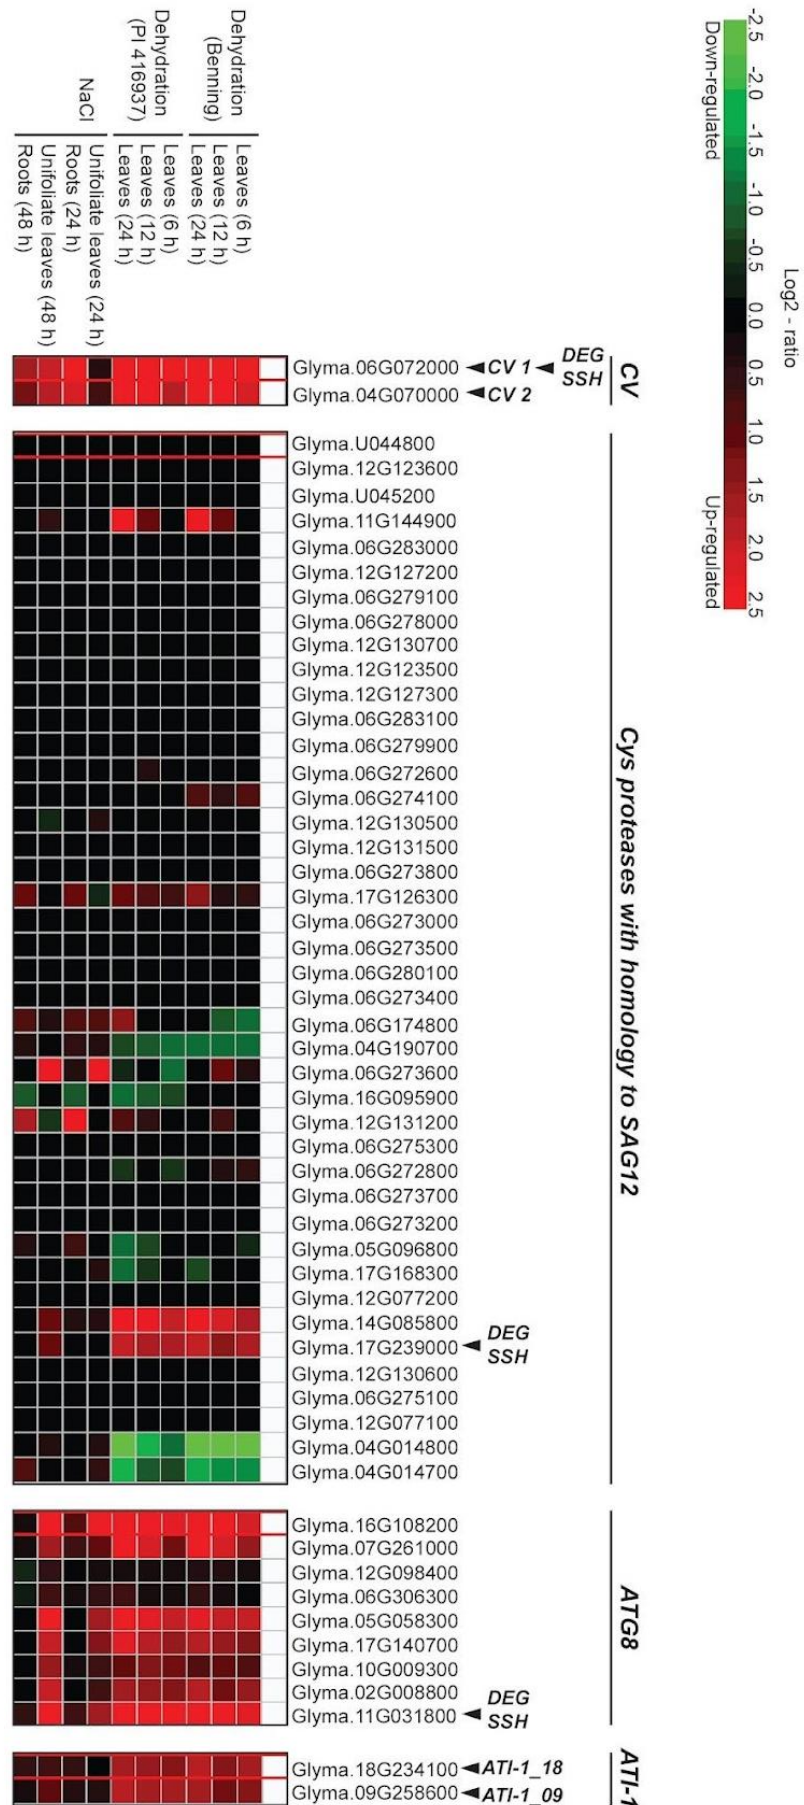 Log2 - ratio
-2.5 -2.0 -1.5 -1.0 -0.5 0.0 0.5 1.0 1.5 2.0 2.5
Down-regulated Up-regulated
Dehydration
(Benning)
Leaves (6 h)
Leaves (12 h)
Leaves (24 h)
Dehydration
(PI 416937)
Leaves (6 h)
Leaves (12 h)
Leaves (24 h)
NaCl
Unifoliate leaves (24 h)
Roots (24 h)
Unifoliate leaves (48 h)
Roots (48 h)
CV
Glyma.06G072000 ◄ CV 1 ◄ DEG
SSH
Glyma.04G070000 ◄ CV 2
Cys proteases with homology to SAG12
Glyma.U044800
Glyma.12G123600
Glyma.U045200
Glyma.11G144900
Glyma.06G283000
Glyma.12G127200
Glyma.06G279100
Glyma.06G278000
Glyma.12G130700
Glyma.12G123500
Glyma.12G127300
Glyma.06G283100
Glyma.06G279900
Glyma.06G272600
Glyma.06G274100
Glyma.12G130500
Glyma.12G131500
Glyma.06G273800
Glyma.17G126300
Glyma.06G273000
Glyma.06G273500
Glyma.06G280100
Glyma.06G273400
Glyma.06G174800
Glyma.04G190700
Glyma.06G273600
Glyma.16G095900
Glyma.12G131200
Glyma.06G275300
Glyma.06G272800
Glyma.06G273700
Glyma.06G273200
Glyma.05G096800
Glyma.17G168300
Glyma.12G077200
Glyma.14G085800
Glyma.17G239000 ◄ DEG
SSH
Glyma.12G130600
Glyma.06G275100
Glyma.12G077100
Glyma.04G014800
Glyma.04G014700
ATG8
Glyma.16G108200
Glyma.07G261000
Glyma.12G098400
Glyma.06G306300
Glyma.05G058300
Glyma.17G140700
Glyma.10G009300
Glyma.02G008800
Glyma.11G031800 ◄ DEG
SSH
ATI-1
Glyma.18G234100 ◄ ATI-1_18
Glyma.09G258600 ◄ ATI-1_09